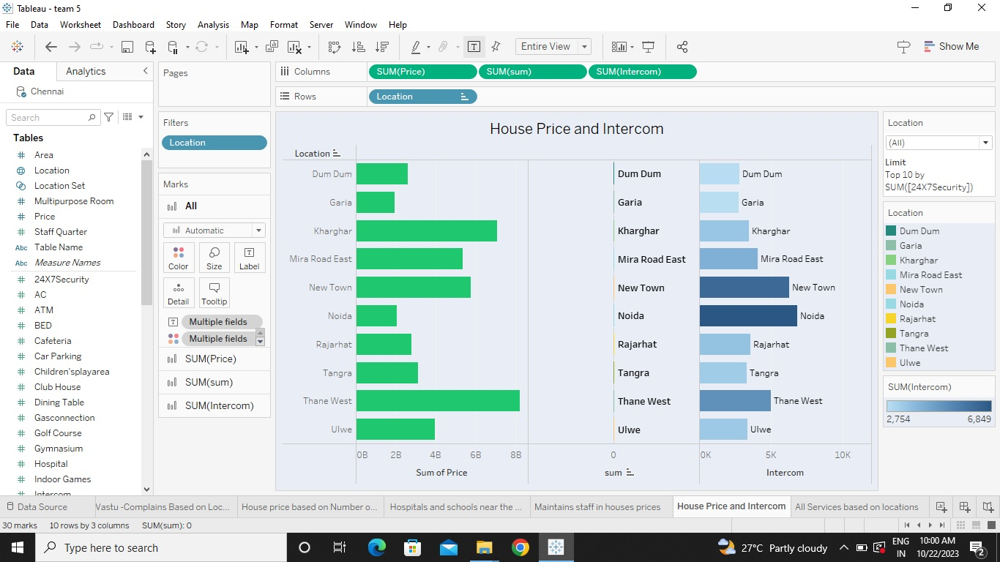 Tableau - team 5
File Data Worksheet Dashboard Story Analysis Map Format Server Window Help
Entire View
Show Me
Data Analytics
Chennai
Search
Tables
Area
Location
Location Set
Multipurpose Room
Price
Staff Quarter
Abc Table Name
Abc Measure Names
24X7Security
AC
ATM
BED
Cafeteria
Car Parking
Children'splayarea
Club House
Dining Table
Gasconnection
Golf Course
Gymnasium
Hospital
Indoor Games
Intercom
Pages
Filters
Location
Marks
All
Automatic
Color Size Label
Detail Tooltip
Multiple fields
Multiple fields
SUM(Price)
SUM(sum)
SUM(Intercom)
Columns SUM(Price) SUM(sum) SUM(Intercom)
Rows Location
House Price and Intercom
Location
Dum Dum Dum Dum Dum Dum
Garia Garia Garia
Kharghar Kharghar Kharghar
Mira Road East Mira Road East Mira Road East
New Town New Town New Town
Noida Noida Noida
Rajarhat Rajarhat Rajarhat
Tangra Tangra Tangra
Thane West Thane West Thane West
Ulwe Ulwe Ulwe
0B 2B 4B 6B 8B 0 0K 5K 10K
Sum of Price sum Intercom
Location
(All)
Limit
Top 10 by
SUM([24X7Security])
Location
Dum Dum
Garia
Kharghar
Mira Road East
New Town
Noida
Rajarhat
Tangra
Thane West
Ulwe
SUM(Intercom)
2,754 6,849
Data Source Vastu -Complains Based on Loc... House price based on Number o... Hospitals and schools near the ... Maintains staff in houses prices House Price and Intercom All Services based on locations
30 marks 10 rows by 3 columns SUM(sum): 0
Type here to search
27°C Partly cloudy
ENG
IN
10:00 AM
10/22/2023
2